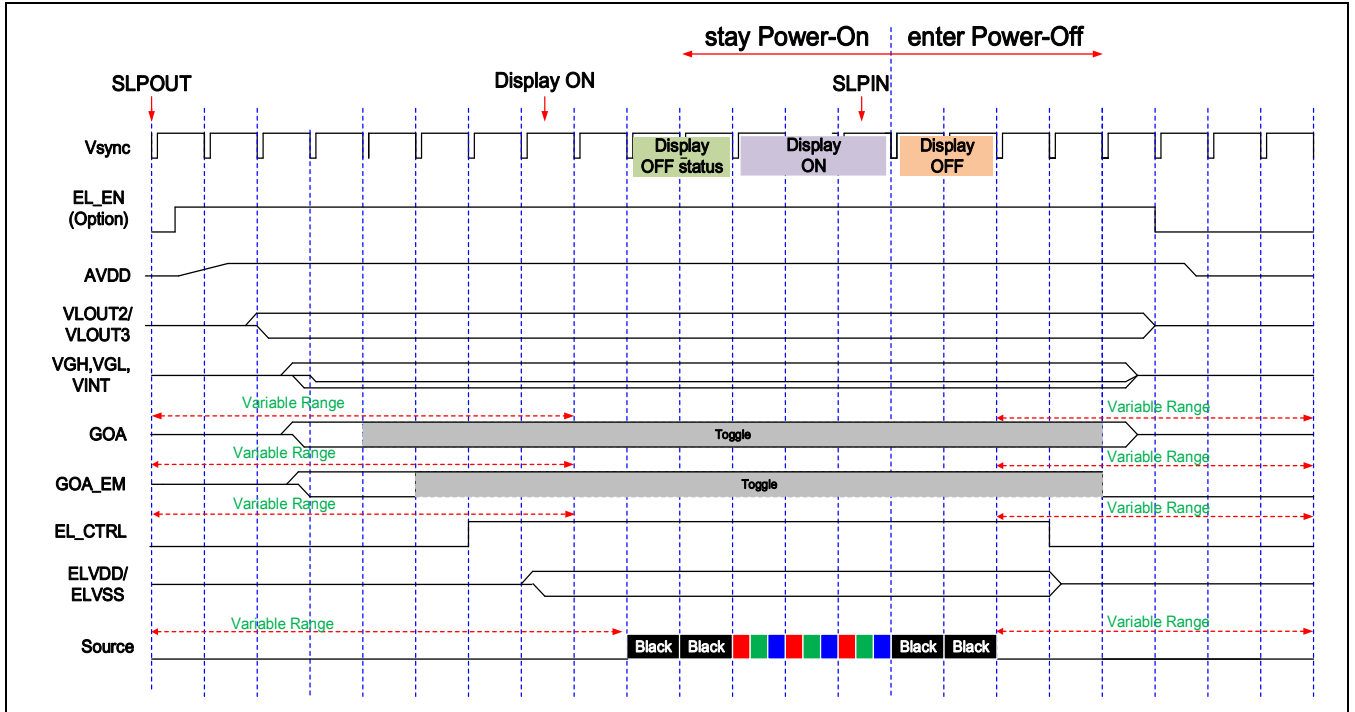 stay Power-On enter Power-Off
SLPOUT Display ON SLPIN
Vsync
Display
OFF status
Display
ON
Display
OFF
EL_EN
(Option)
AVDD
VLOUT2/
VLOUT3
VGH,VGL,
VINT
Variable Range Variable Range
GOA Toggle
Variable Range Variable Range
GOA_EM Toggle
Variable Range Variable Range
EL_CTRL
ELVDD/
ELVSS
Variable Range Variable Range
Source Black Black Black Black